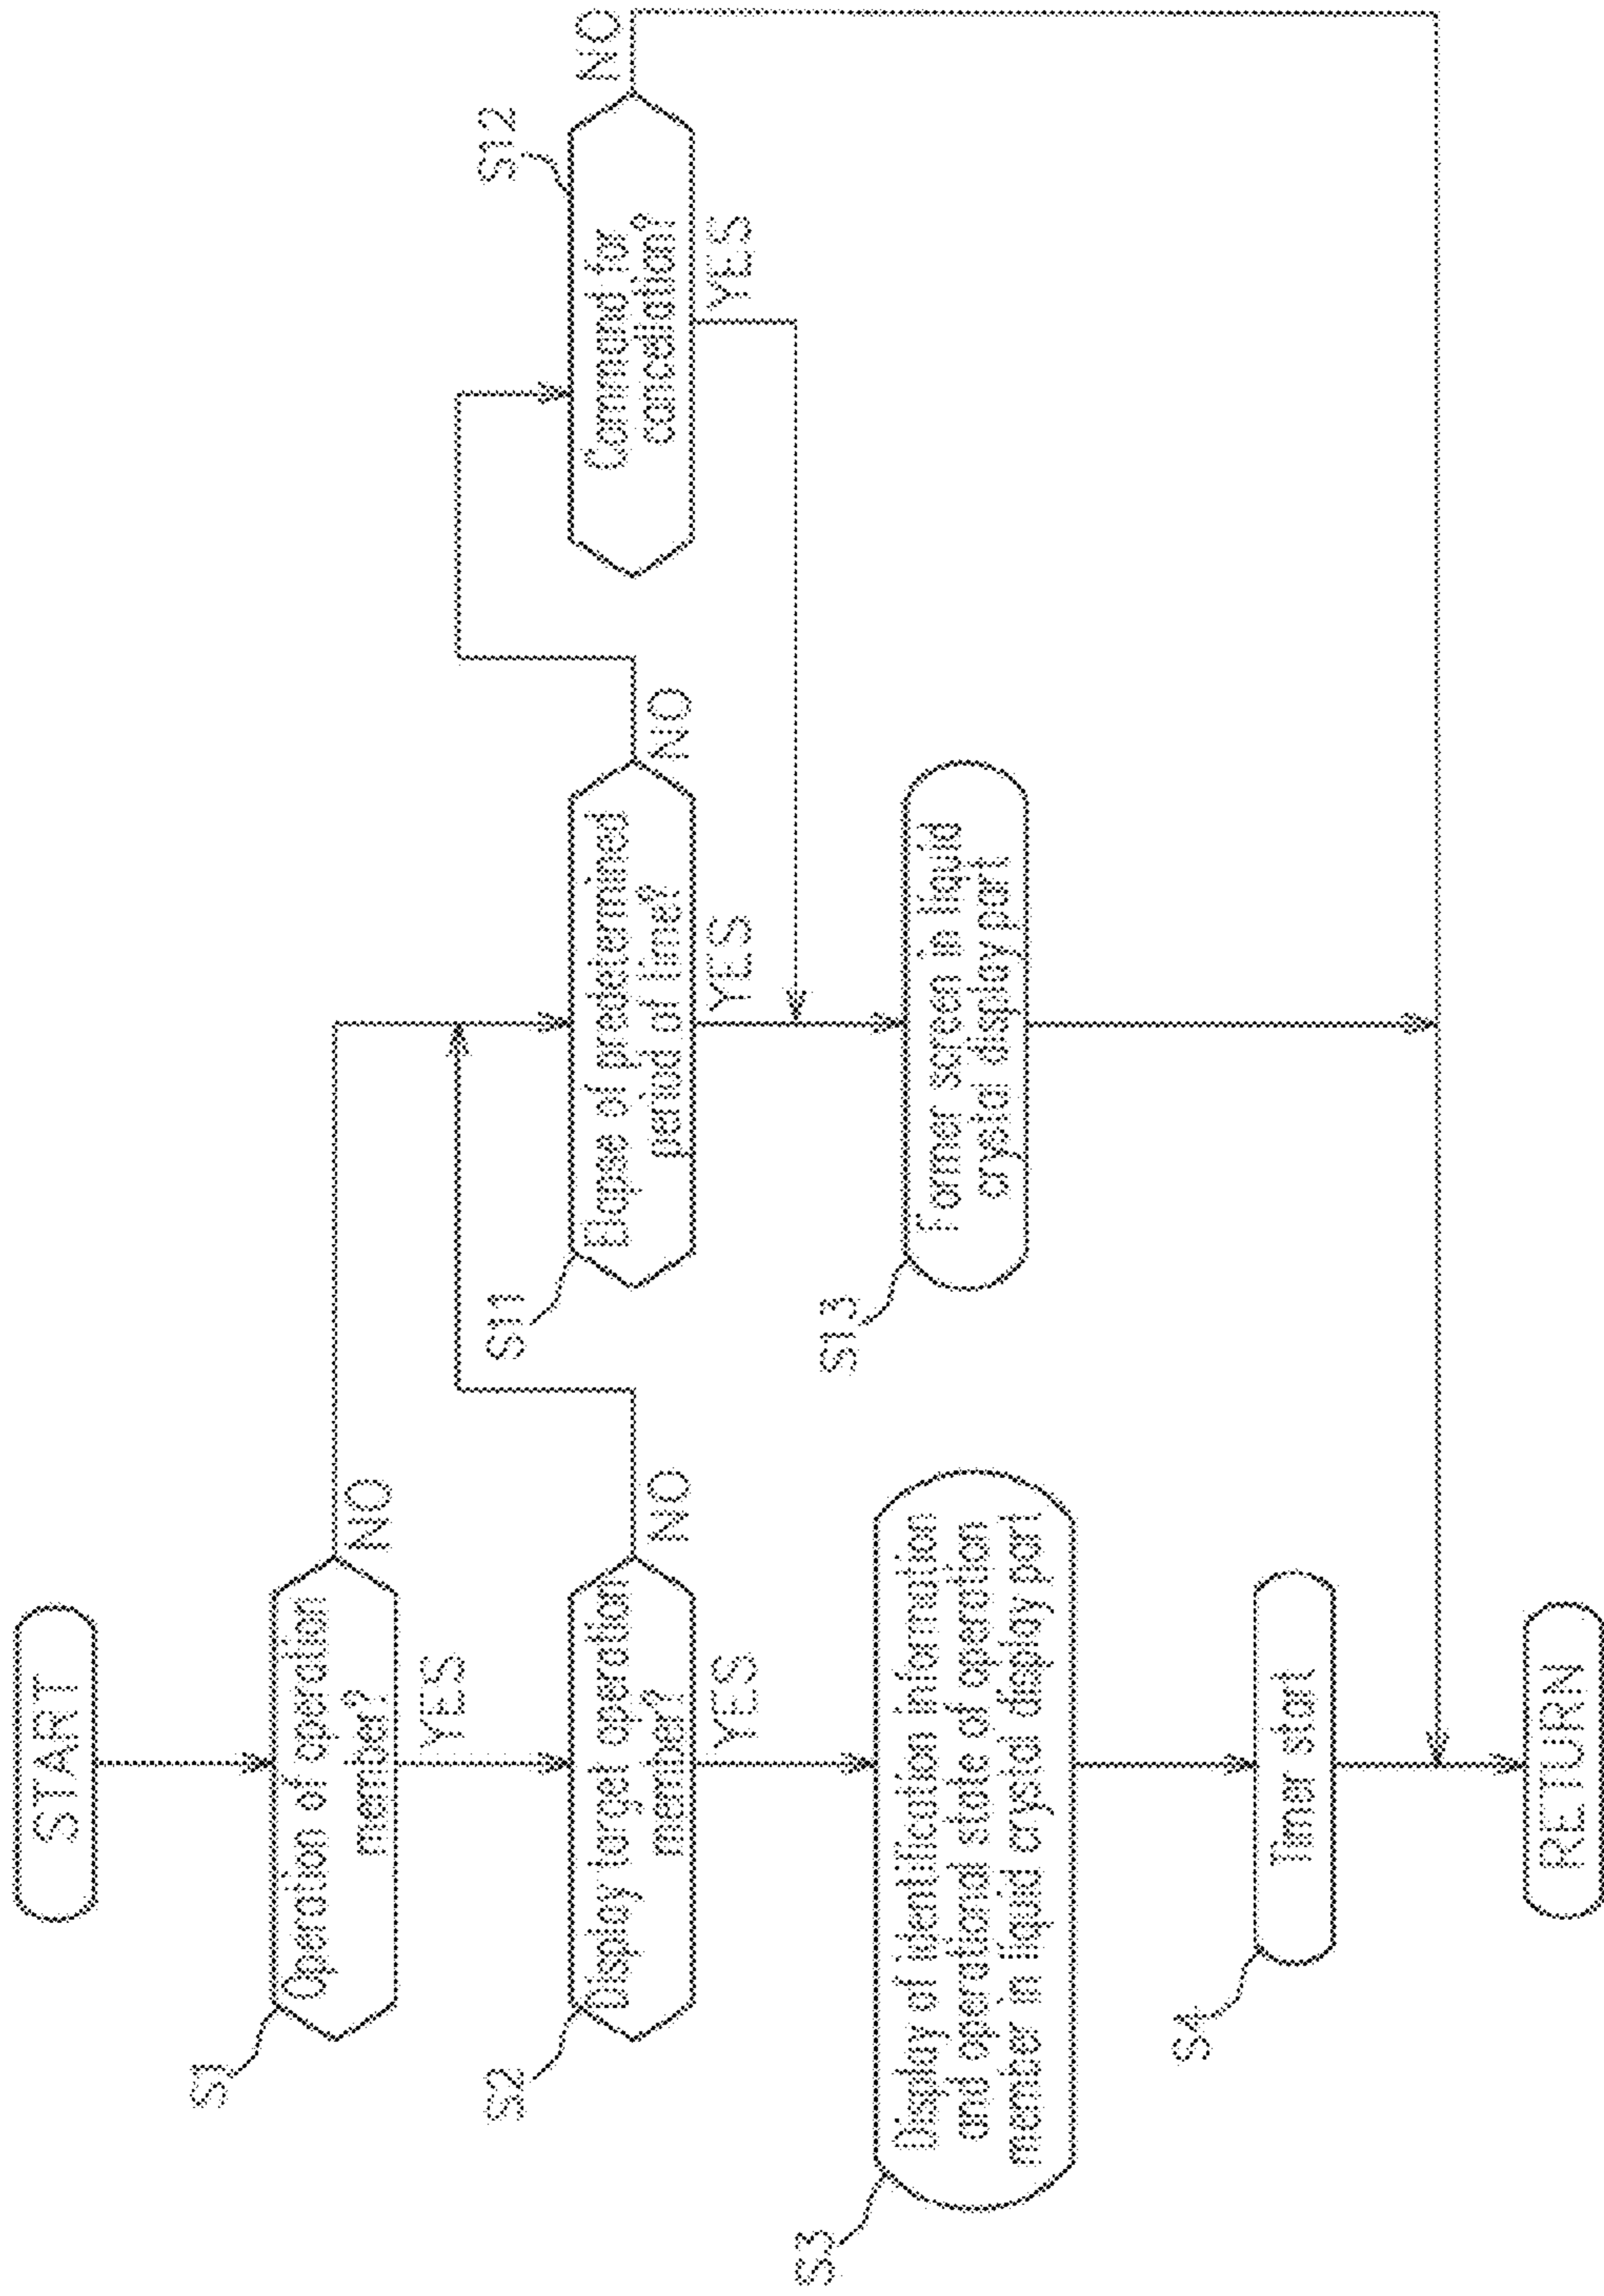 START
S1
Operation of operation
member?
NO
YES
S2
Display target operation
member?
NO
YES
S3
Display of identification information
and operational state of operation
member in liquid crystal display part
S4
Timer start
RETURN
S11
Elapse of predetermined
period of time?
NO
YES
S12
Command for
cancellation?
NO
YES
S13
Former screen in liquid
crystal display part